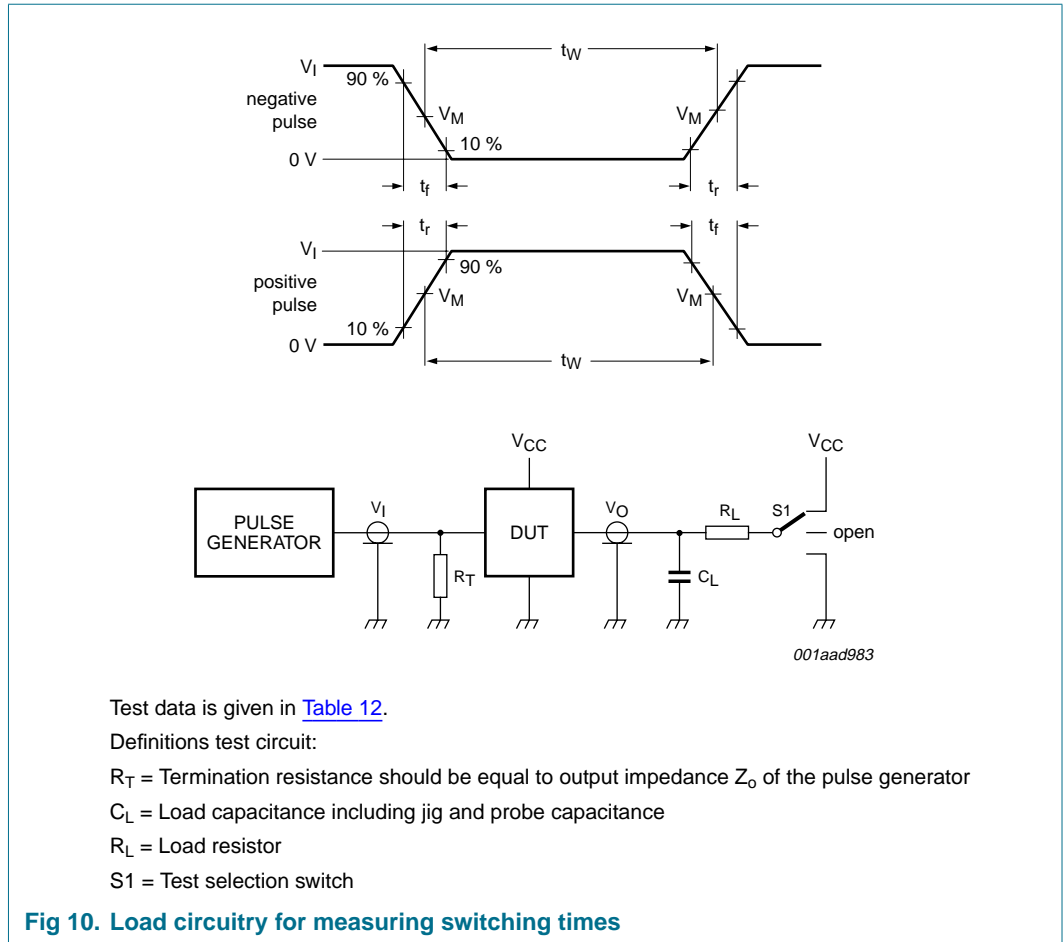 tW
VI
90 %
negative
pulse
VM
VM
10 %
0 V
tf
tr
tr
tf
VI
90 %
positive
pulse
VM
VM
10 %
0 V
tW
VCC
VCC
PULSE
GENERATOR
VI
RT
DUT
VO
CL
RL
S1
open
001aad983
Test data is given in Table 12.
Definitions test circuit:
RT = Termination resistance should be equal to output impedance Zo of the pulse generator
CL = Load capacitance including jig and probe capacitance
RL = Load resistor
S1 = Test selection switch
Fig 10. Load circuitry for measuring switching times